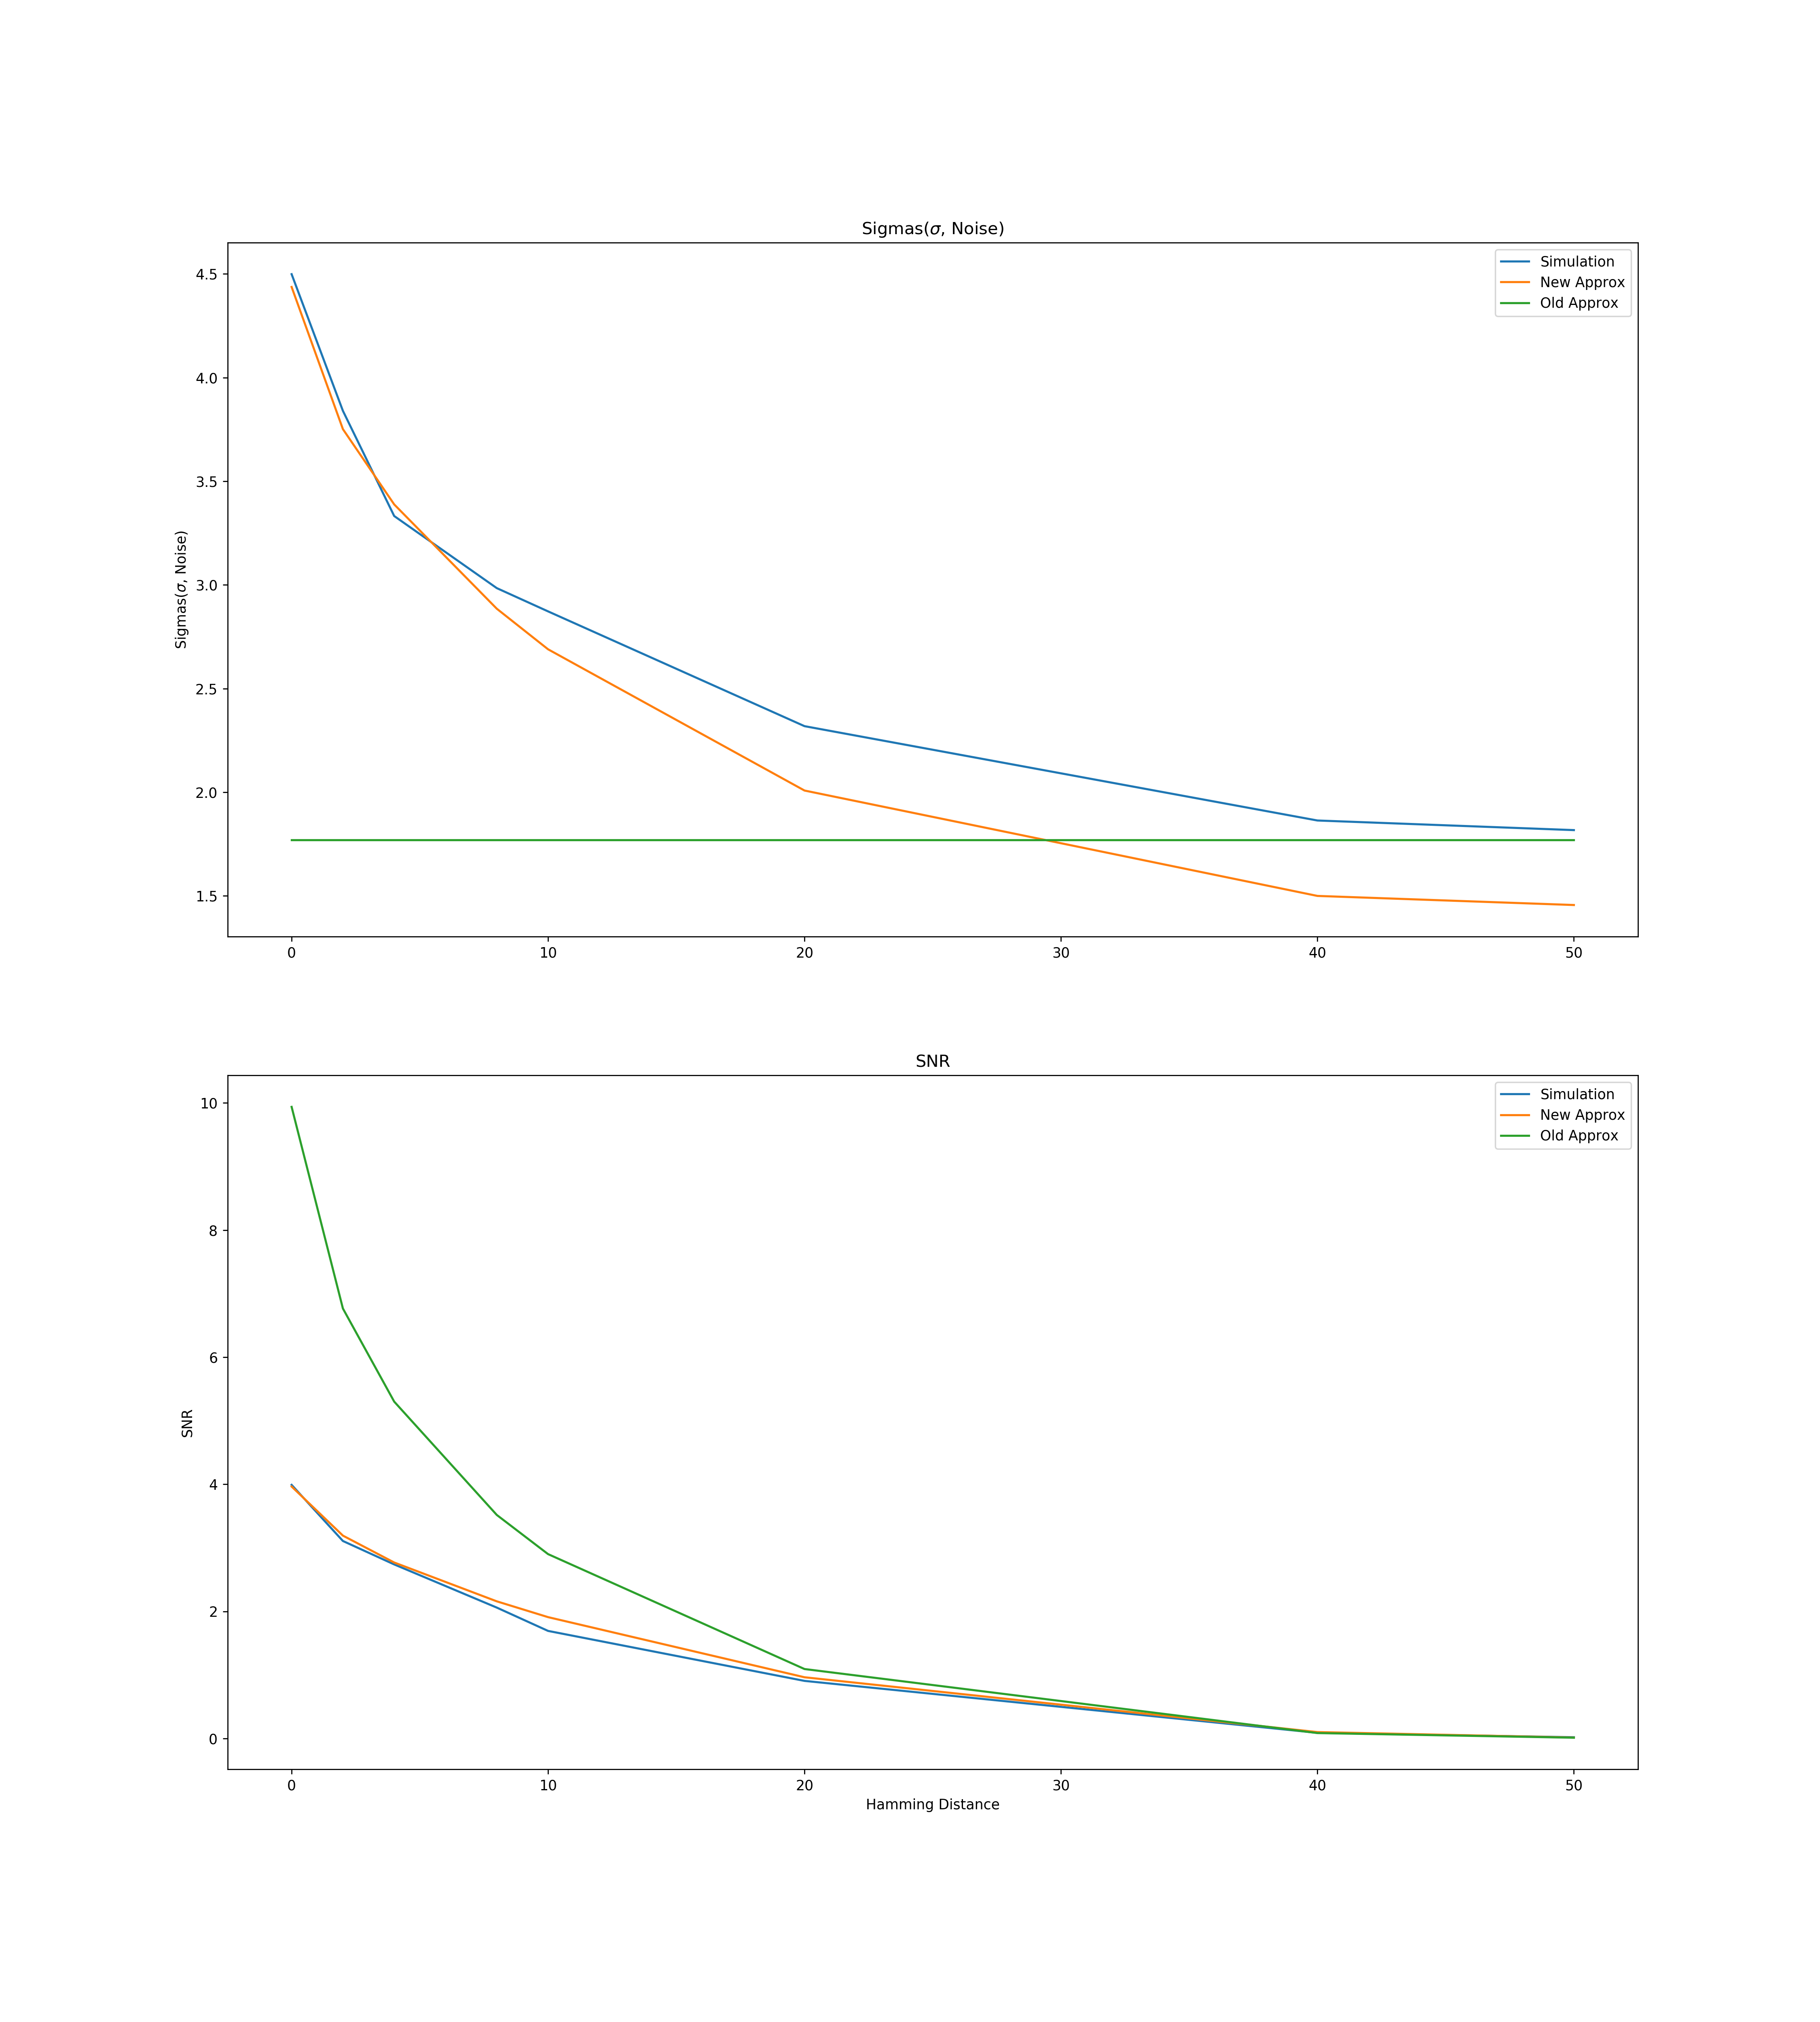 Sigmas(σ, Noise)
Simulation
New Approx
Old Approx
Sigmas(σ, Noise)
4.5
4.0
3.5
3.0
2.5
2.0
1.5
0 10 20 30 40 50
SNR
Simulation
New Approx
Old Approx
SNR
10
8
6
4
2
0
0 10 20 30 40 50
Hamming Distance